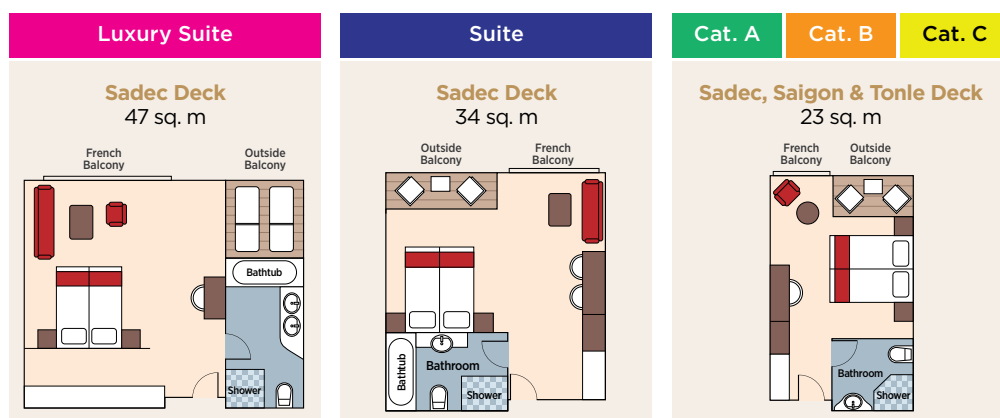 Luxury Suite
Sadec Deck
47 sq. m
French
Balcony
Outside
Balcony
Bathtub
Shower
Suite
Sadec Deck
34 sq. m
Outside
Balcony
French
Balcony
Bathtub
Bathroom
Shower
Cat. A
Cat. B
Cat. C
Sadec, Saigon & Tonle Deck
23 sq. m
French
Balcony
Outside
Balcony
Bathroom
Shower